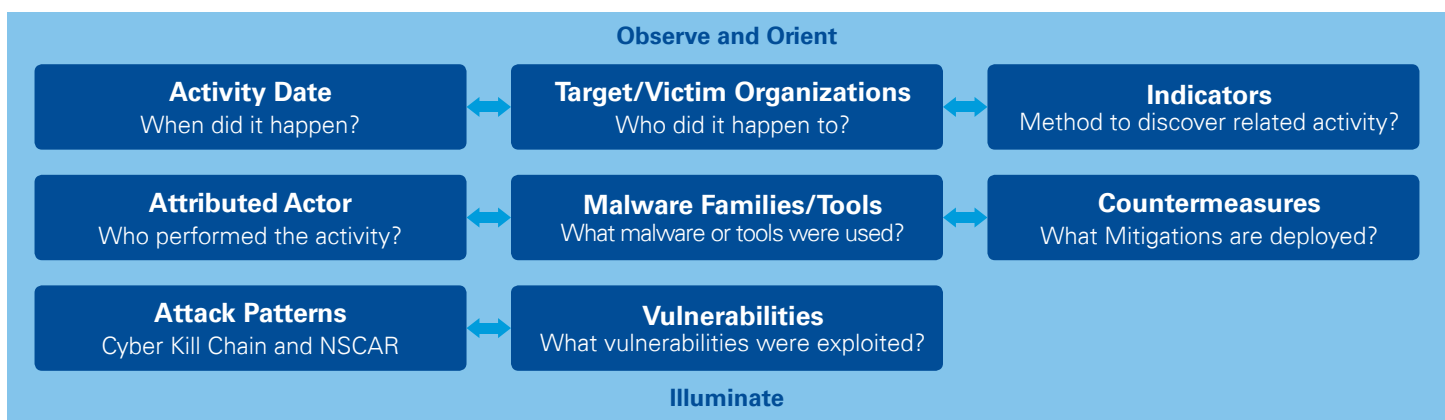 Observe and Orient
Activity Date
When did it happen?
Target/Victim Organizations
Who did it happen to?
Indicators
Method to discover related activity?
Attributed Actor
Who performed the activity?
Malware Families/Tools
What malware or tools were used?
Countermeasures
What Mitigations are deployed?
Attack Patterns
Cyber Kill Chain and NSCAR
Vulnerabilities
What vulnerabilities were exploited?
Illuminate